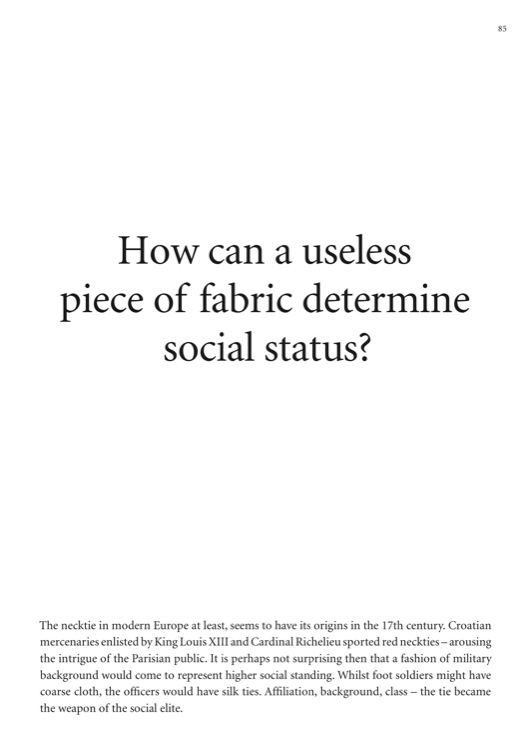 85
How can a useless
piece of fabric determine
social status?
The necktie in modern Europe at least, seems to have its origins in the 17th century. Croatian
mercenaries enlisted by King Louis XIII and Cardinal Richelieu sported red neckties – arousing
the intrigue of the Parisian public. It is perhaps not surprising then that a fashion of military
background would come to represent higher social standing. Whilst foot soldiers might have
coarse cloth, the officers would have silk ties. Affiliation, background, class – the tie became
the weapon of the social elite.